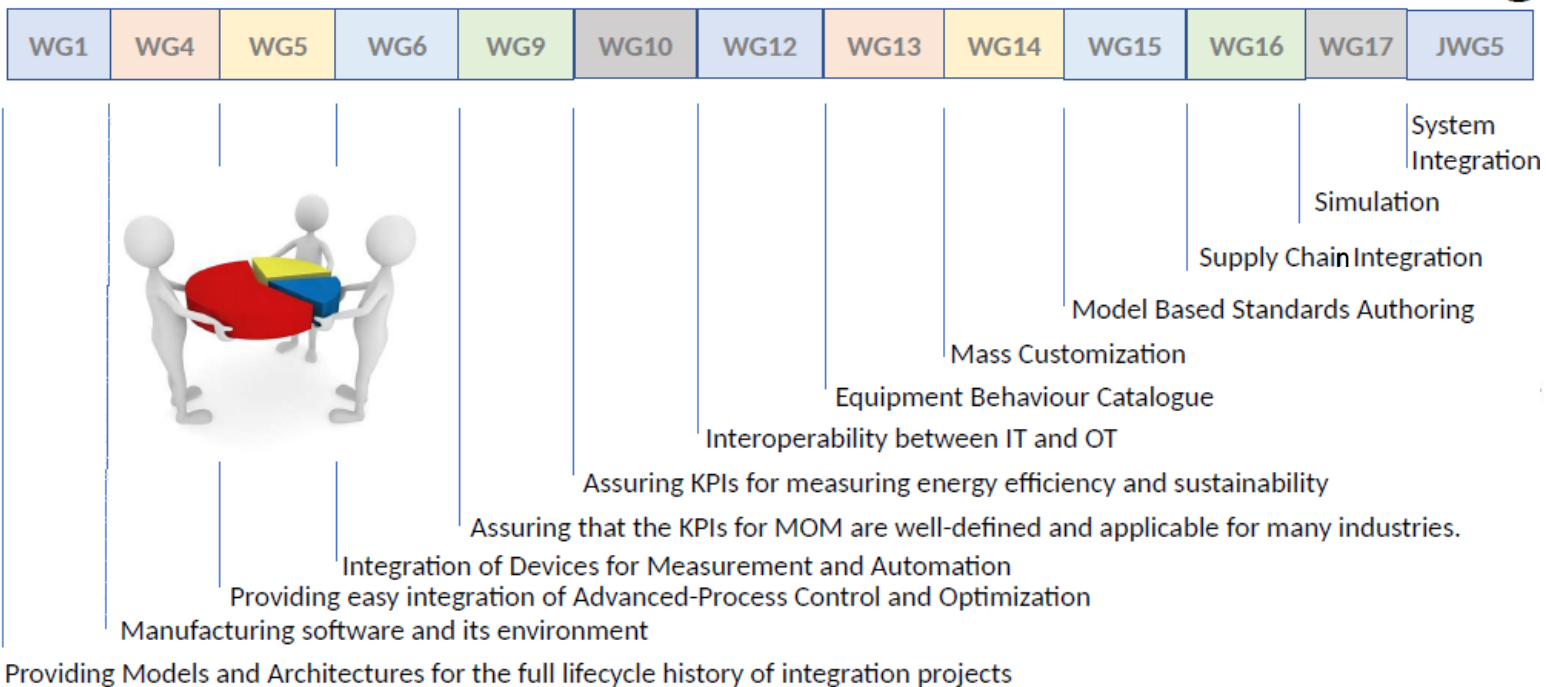 WG1 WG4 WG5 WG6 WG9 WG10 WG12 WG13 WG14 WG15 WG16 WG17 JWG5
System
Integration
Simulation
Supply Chain Integration
Model Based Standards Authoring
Mass Customization
Equipment Behaviour Catalogue
Interoperability between IT and OT
Assuring KPIs for measuring energy efficiency and sustainability
Assuring that the KPIs for MOM are well-defined and applicable for many industries.
Integration of Devices for Measurement and Automation
Providing easy integration of Advanced-Process Control and Optimization
Manufacturing software and its environment
Providing Models and Architectures for the full lifecycle history of integration projects